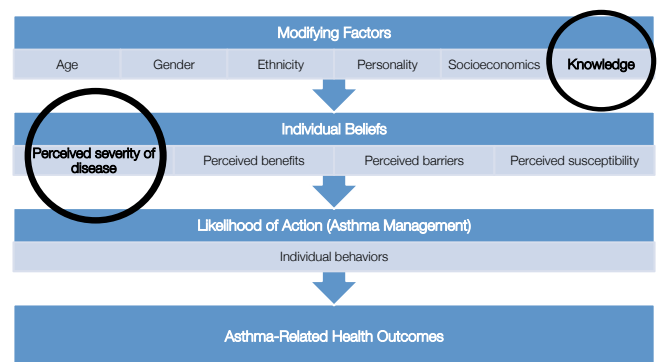 Modifying Factors
Age Gender Ethnicity Personality Socioeconomics Knowledge
Individual Beliefs
Perceived severity of
disease
Perceived benefits Perceived barriers Perceived susceptibility
Likelihood of Action (Asthma Management)
Individual behaviors
Asthma-Related Health Outcomes